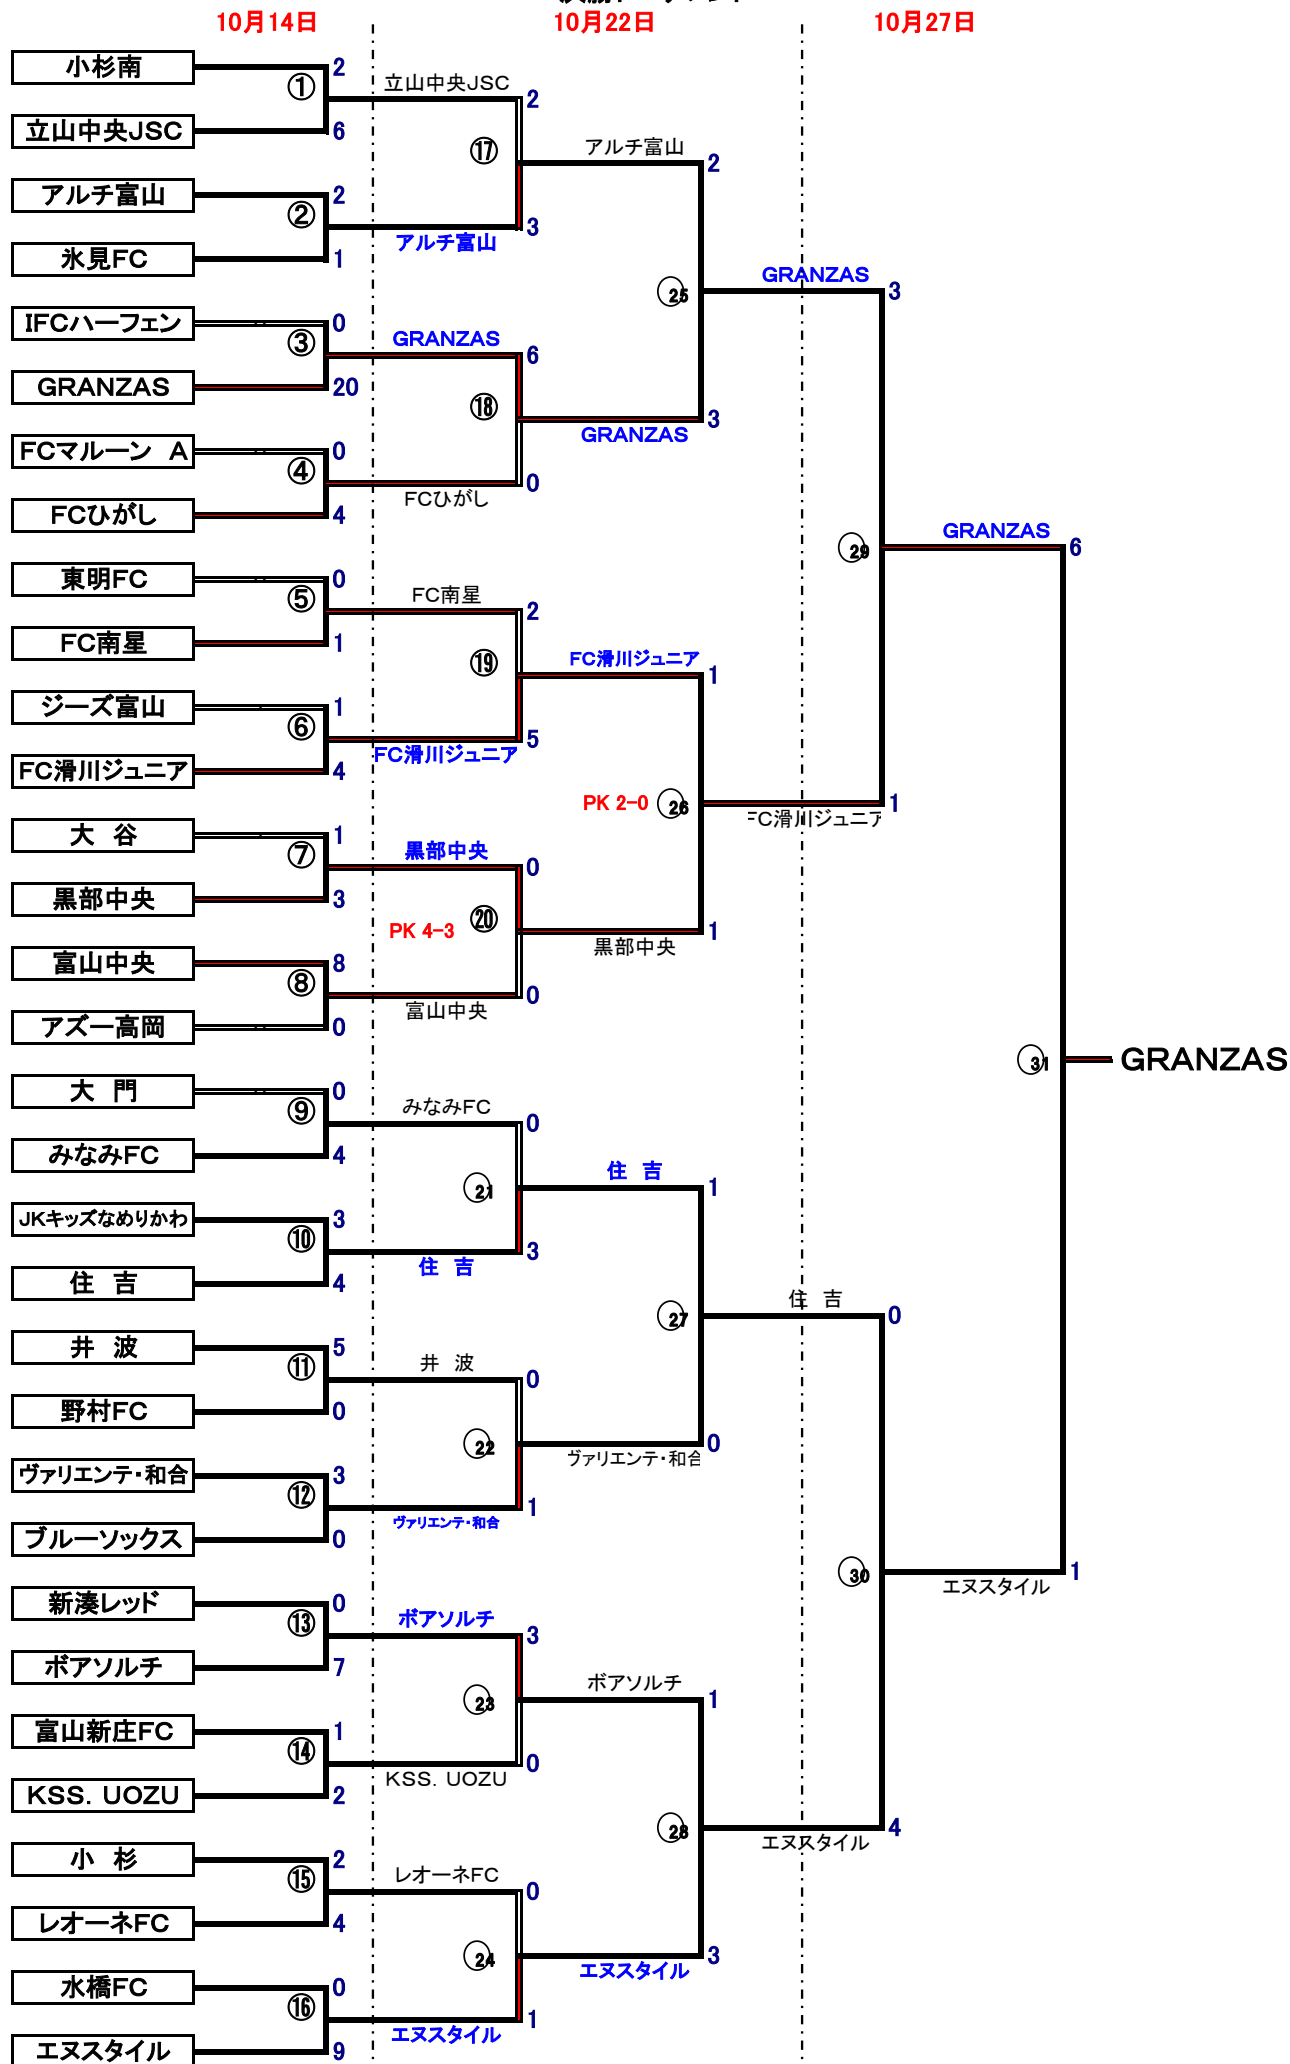 10月14日 10月22日 10月27日
小杉南 2
① 立山中央JSC 2
立山中央JSC 6
⑰ アルチ富山 2
アルチ富山 2
② アルチ富山 3
氷見FC 1
㉕ GRANZAS 3
IFCハーフェン 0
③ GRANZAS 6
GRANZAS 20
⑱ GRANZAS 3
FCマルーン A 0
④ FCひがし 0
FCひがし 4
㉙ GRANZAS 6
東明FC 0
⑤ FC南星 2
FC南星 1
⑲ FC滑川ジュニア 1
ジーズ富山 1
⑥ FC滑川ジュニア 5
FC滑川ジュニア 4
PK 2-0 ㉖ FC滑川ジュニア 1
大 谷 1
⑦ 黒部中央 0
黒部中央 3
PK 4-3 ⑳ 黒部中央 1
富山中央 8
⑧ 富山中央 0
アズー高岡 0
㉛ GRANZAS
大 門 0
⑨ みなみFC 0
みなみFC 4
㉑ 住 吉 1
JKキッズなめりかわ 3
⑩ 住 吉 3
住 吉 4
㉗ 住 吉 0
井 波 5
⑪ 井 波 0
野村FC 0
㉒ ヴァリエンテ・和合 0
ヴァリエンテ・和合 3
⑫ ヴァリエンテ・和合 1
ブルーソックス 0
㉚ エヌスタイル 1
新湊レッド 0
⑬ ボアソルチ 3
ボアソルチ 7
㉓ ボアソルチ 1
富山新庄FC 1
⑭ KSS. UOZU 0
KSS. UOZU 2
㉘ エヌスタイル 4
小 杉 2
⑮ レオーネFC 0
レオーネFC 4
㉔ エヌスタイル 3
水橋FC 0
⑯ エヌスタイル 1
エヌスタイル 9